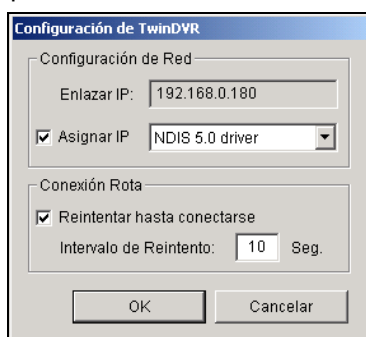 Configuración de TwinDVR
Configuración de Red
Enlazar IP: 192.168.0.180
Asignar IP NDIS 5.0 driver
Conexión Rota
Reintentar hasta conectarse
Intervalo de Reintento: 10 Seg.
OK Cancelar